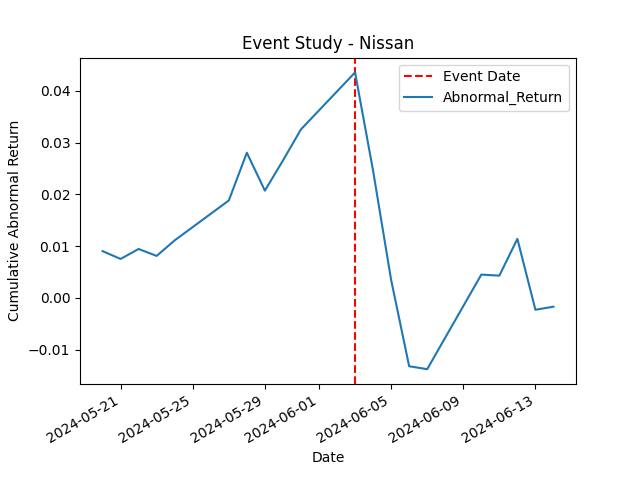 Event Study - Nissan
Event Date
Abnormal_Return
Cumulative Abnormal Return
0.04
0.03
0.02
0.01
0.00
−0.01
2024-05-21
2024-05-25
2024-05-29
2024-06-01
2024-06-05
2024-06-09
2024-06-13
Date